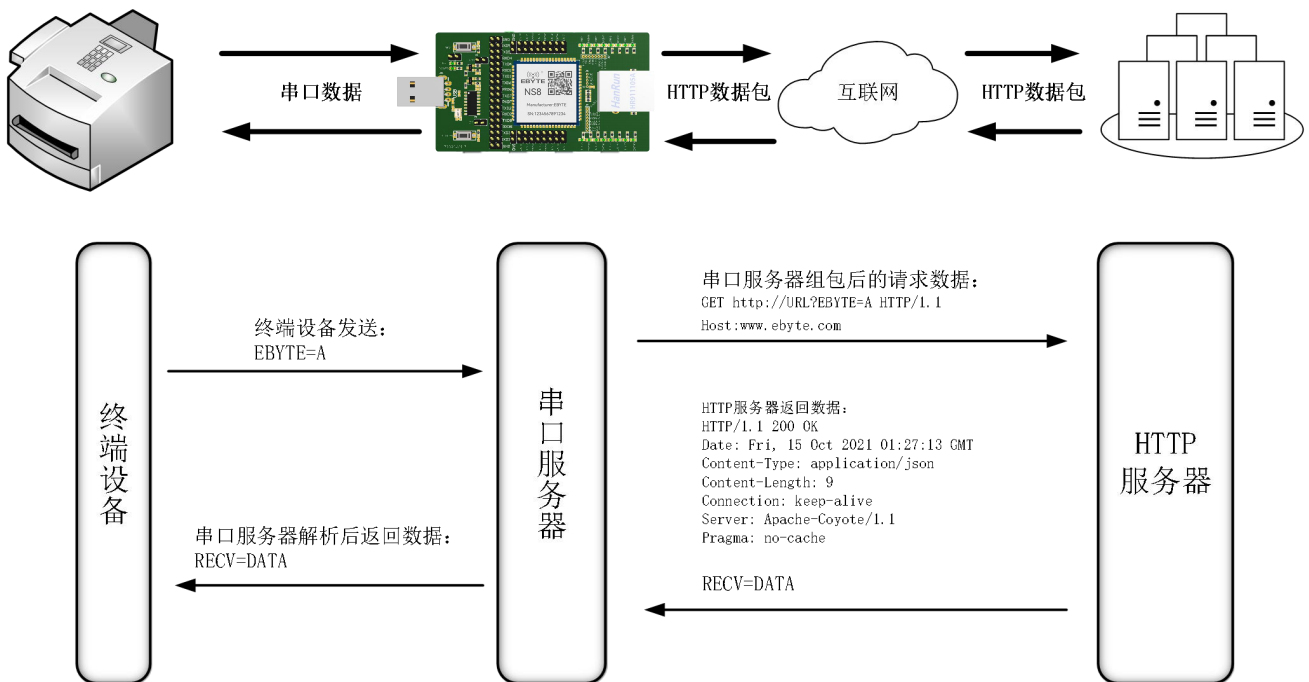 串口数据
EBYTE
NS8
Manufacturer:EBYTE
SN:1234567891234
HanRun
HTTP数据包
互联网
HTTP数据包
终端设备
终端设备发送：
EBYTE=A
串口服务器解析后返回数据：
RECV=DATA
串口服务器
串口服务器组包后的请求数据：
GET http://URL?EBYTE=A HTTP/1.1
Host:www.ebyte.com
HTTP服务器返回数据：
HTTP/1.1 200 OK
Date: Fri, 15 Oct 2021 01:27:13 GMT
Content-Type: application/json
Content-Length: 9
Connection: keep-alive
Server: Apache-Coyote/1.1
Pragma: no-cache
RECV=DATA
HTTP
服务器